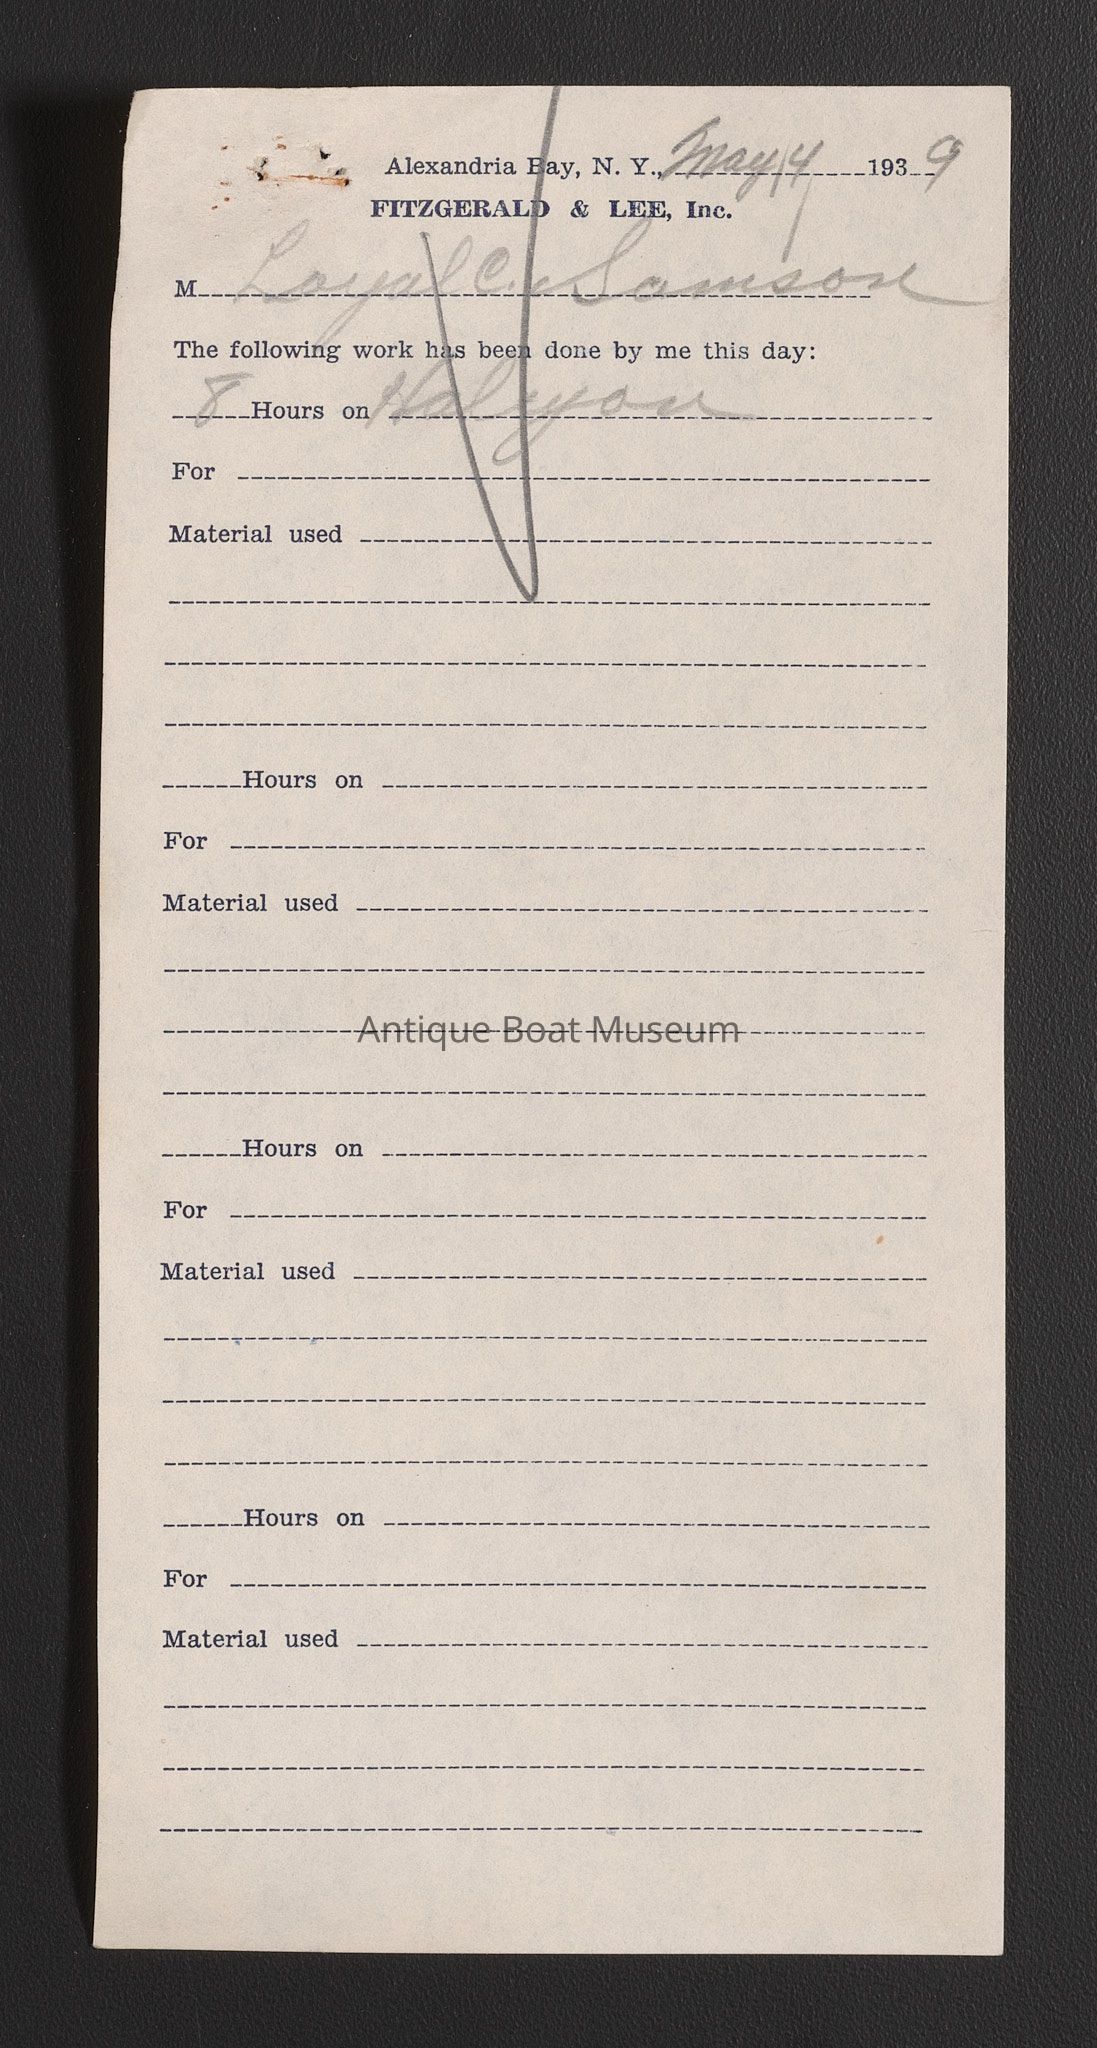 Alexandria Bay, N. Y., May 4 1939
FITZGERALD & LEE, Inc.
M Loyal C. Samson
The following work has been done by me this day:
8 Hours on Halcyon
For
Material used
Hours on
For
Material used
Antique Boat Museum
Hours on
For
Material used
Hours on
For
Material used